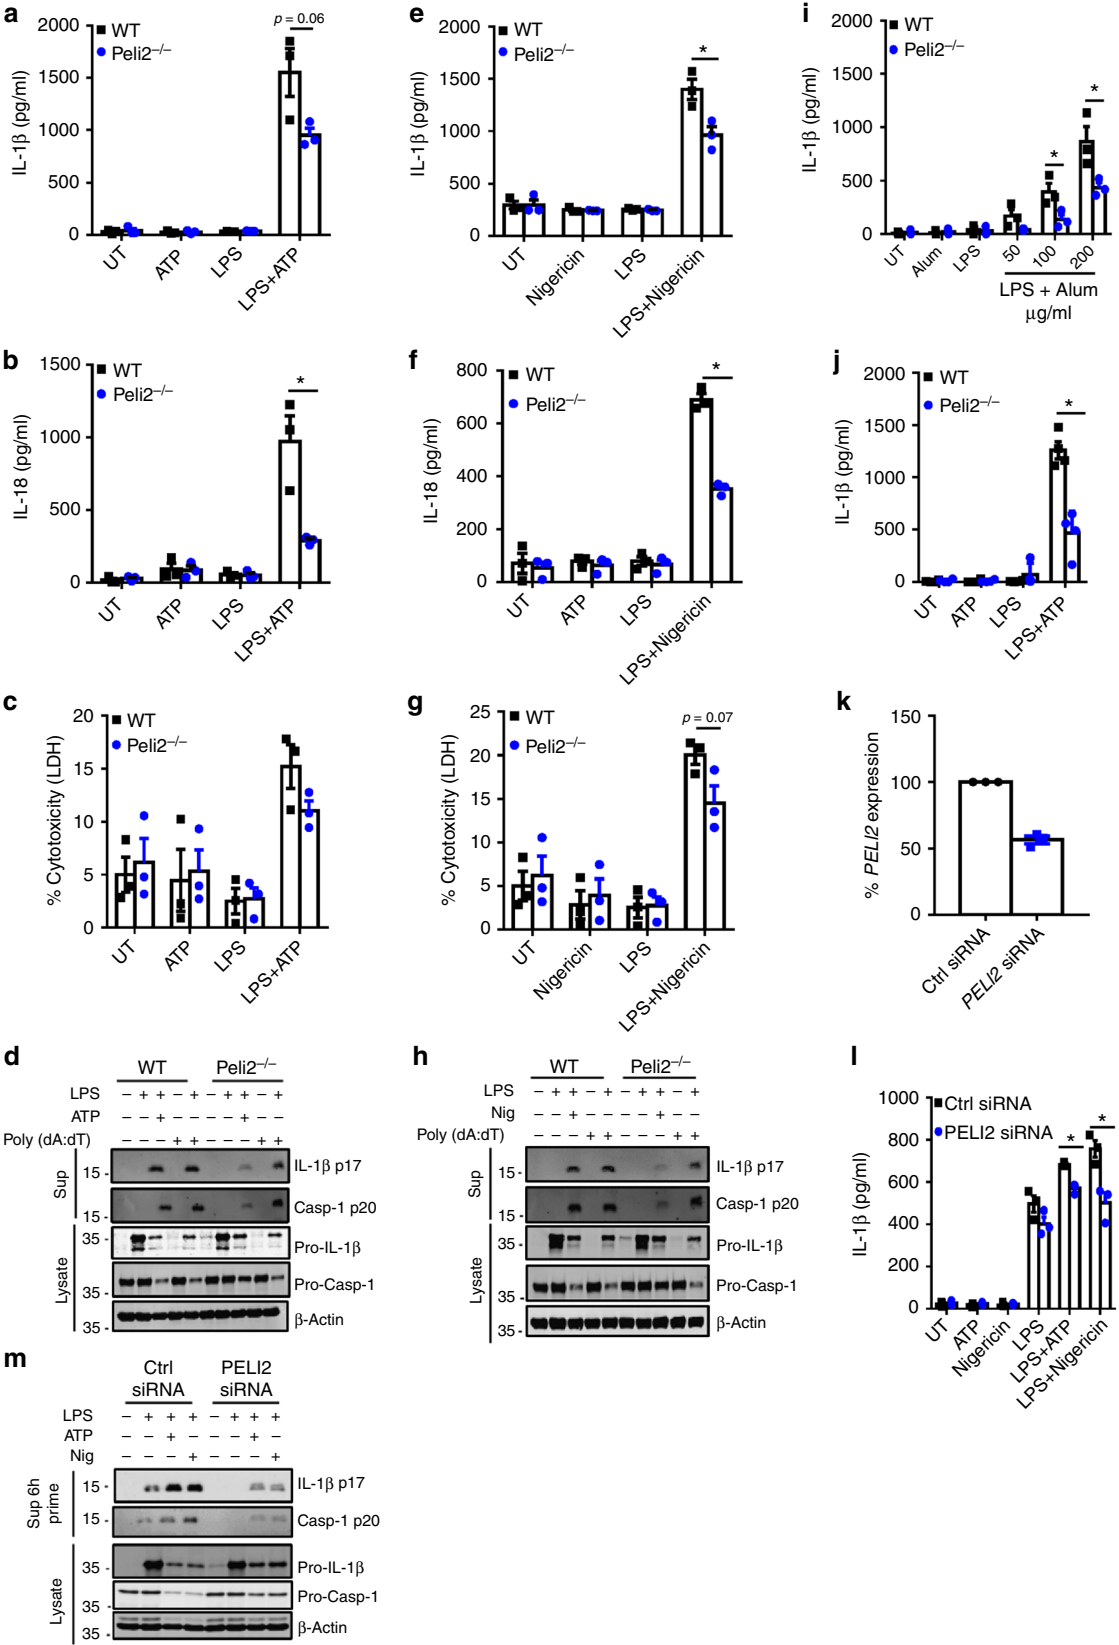 a
2000
1500
1000
500
0
IL-1β (pg/ml)
WT
Peli2–/–
p = 0.06
UT
ATP
LPS
LPS+ATP
e
2000
1500
1000
500
0
IL-1β (pg/ml)
WT
Peli2–/–
*
UT
Nigericin
LPS
LPS+Nigericin
i
2000
1500
1000
500
0
IL-1β (pg/ml)
WT
Peli2–/–
*
*
UT
Alum
LPS
50
100
200
LPS + Alum
μg/ml
b
1500
1000
500
0
IL-18 (pg/ml)
WT
Peli2–/–
*
UT
ATP
LPS
LPS+ATP
f
800
600
400
200
0
IL-18 (pg/ml)
WT
Peli2–/–
*
UT
ATP
LPS
LPS+Nigericin
j
2000
1500
1000
500
0
IL-1β (pg/ml)
WT
Peli2–/–
*
UT
ATP
LPS
LPS+ATP
c
20
15
10
5
0
% Cytotoxicity (LDH)
WT
Peli2–/–
UT
ATP
LPS
LPS+ATP
g
25
20
15
10
5
0
% Cytotoxicity (LDH)
WT
Peli2–/–
p = 0.07
UT
Nigericin
LPS
LPS+Nigericin
k
150
100
50
0
% PELI2 expression
Ctrl siRNA
PELI2 siRNA
d
WT Peli2–/–
LPS – + + – + – + + – +
ATP – – + – – – – + – –
Poly (dA:dT) – – – + + – – – + +
Sup
15 - IL-1β p17
15 - Casp-1 p20
Lysate
35 - Pro-IL-1β
35 - Pro-Casp-1
35 - β-Actin
h
WT Peli2–/–
LPS – + + – + – + + – +
Nig – – + – – – – + – –
Poly (dA:dT) – – – + + – – – + +
Sup
15 - IL-1β p17
15 - Casp-1 p20
Lysate
35 - Pro-IL-1β
35 - Pro-Casp-1
35 - β-Actin
l
1000
800
600
400
200
0
IL-1β (pg/ml)
Ctrl siRNA
PELI2 siRNA
*
*
UT
ATP
Nigericin
LPS
LPS+ATP
LPS+Nigericin
m
Ctrl siRNA
PELI2 siRNA
LPS – + + + – + + +
ATP – – + – – – + –
Nig – – – + – – – +
Sup 6h prime
15 - IL-1β p17
15 - Casp-1 p20
Lysate
35 - Pro-IL-1β
35 - Pro-Casp-1
35 - β-Actin